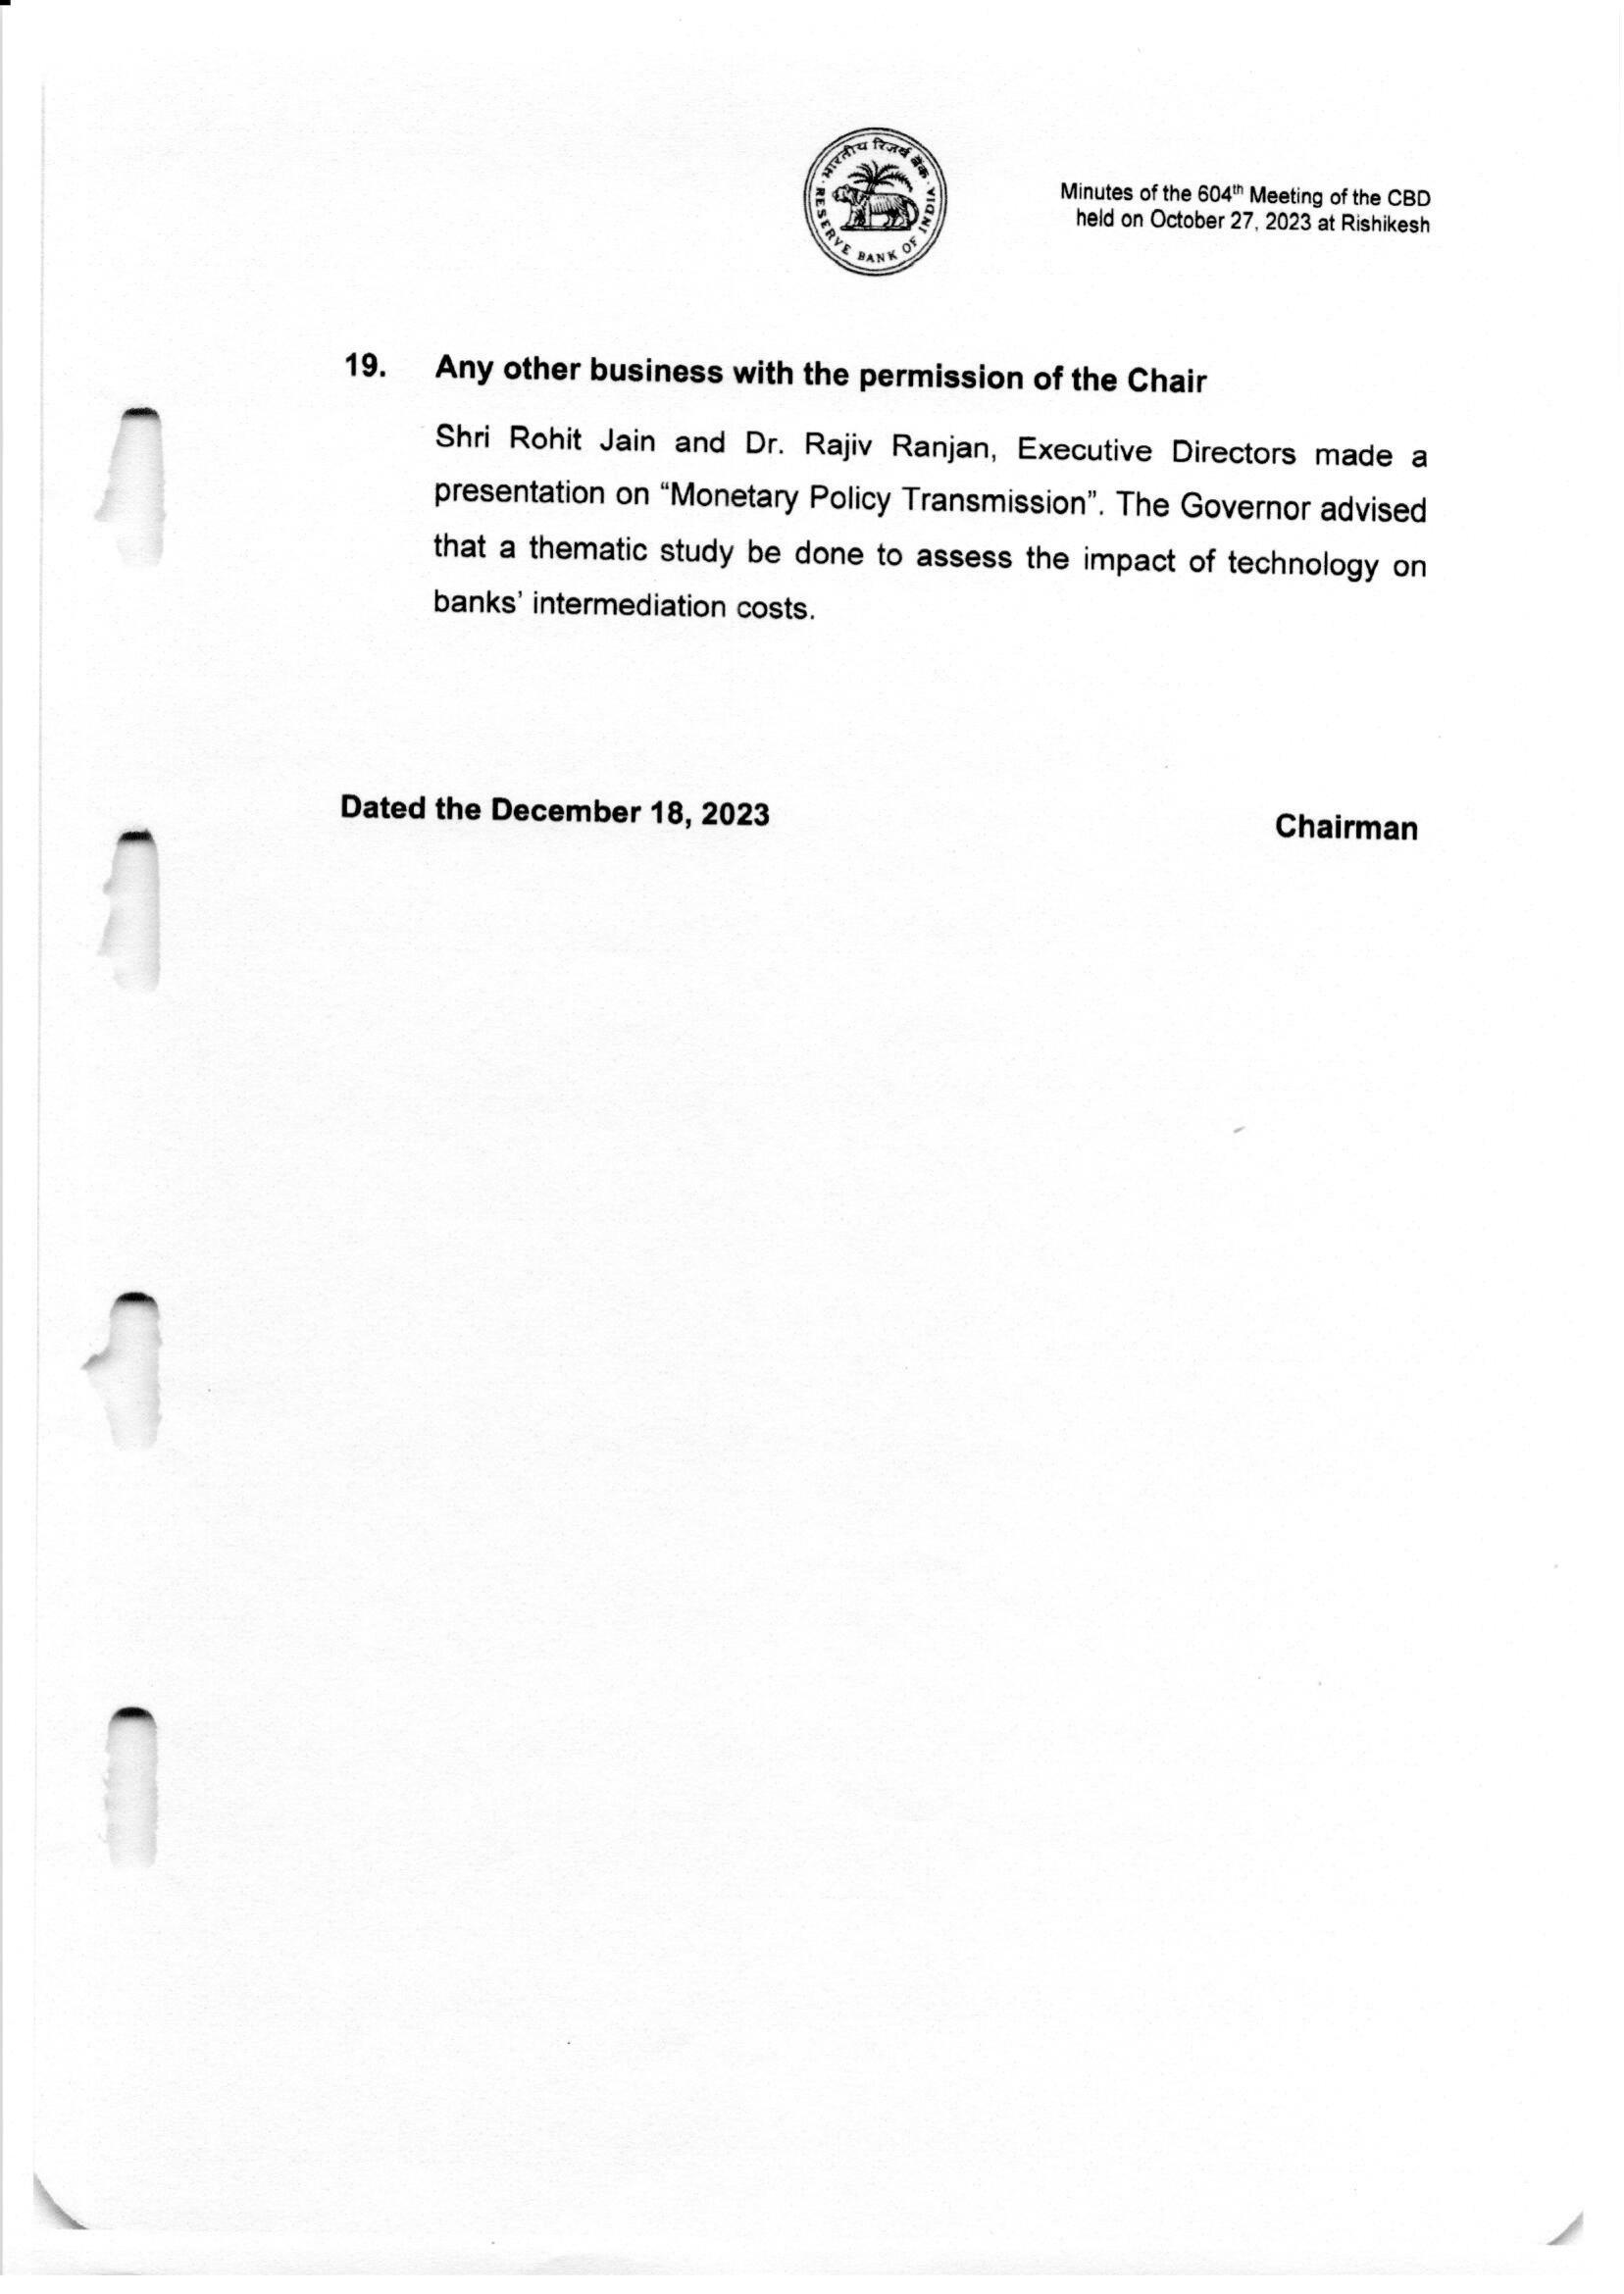 भारतीय रिज़र्व बैंक
RESERVE BANK OF INDIA
Minutes of the 604th Meeting of the CBD
held on October 27, 2023 at Rishikesh
19. Any other business with the permission of the Chair
Shri Rohit Jain and Dr. Rajiv Ranjan, Executive Directors made a
presentation on “Monetary Policy Transmission”. The Governor advised
that a thematic study be done to assess the impact of technology on
banks’ intermediation costs.
Dated the December 18, 2023
Chairman